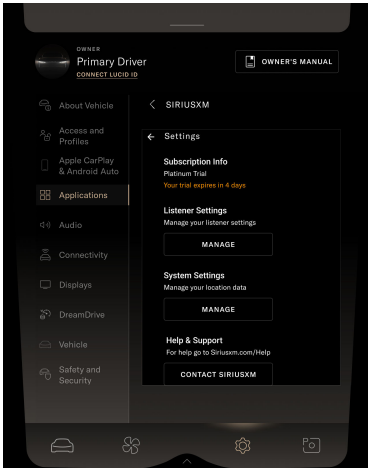 OWNER
Primary Driver
CONNECT LUCID ID
OWNER'S MANUAL
About Vehicle
Access and
Profiles
Apple CarPlay
& Android Auto
Applications
Audio
Connectivity
Displays
DreamDrive
Vehicle
Safety and
Security
SIRIUSXM
Settings
Subscription Info
Platinum Trial
Your trial expires in 4 days
Listener Settings
Manage your listener settings
MANAGE
System Settings
Manage your location data
MANAGE
Help & Support
For help go to Siriusxm.com/Help
CONTACT SIRIUSXM